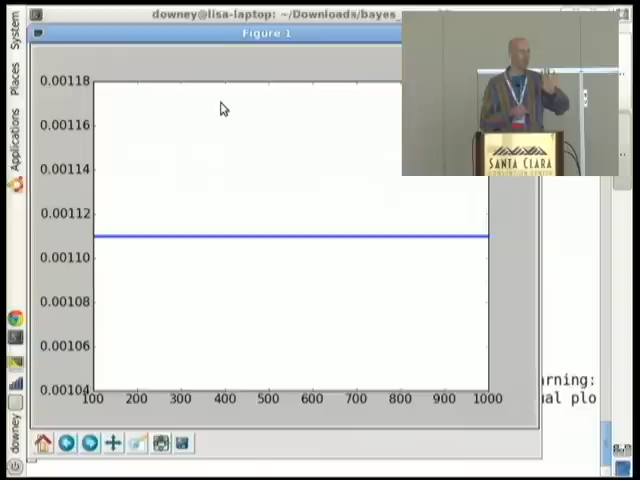 downey@lisa-laptop: ~/Downloads/bayes_
Figure 1
System
Places
Applications
downey
0.00118
0.00116
0.00114
0.00112
0.00110
0.00108
0.00106
0.00104
100 200 300 400 500 600 700 800 900 1000
SANTA CLARA
arning:
ual plo